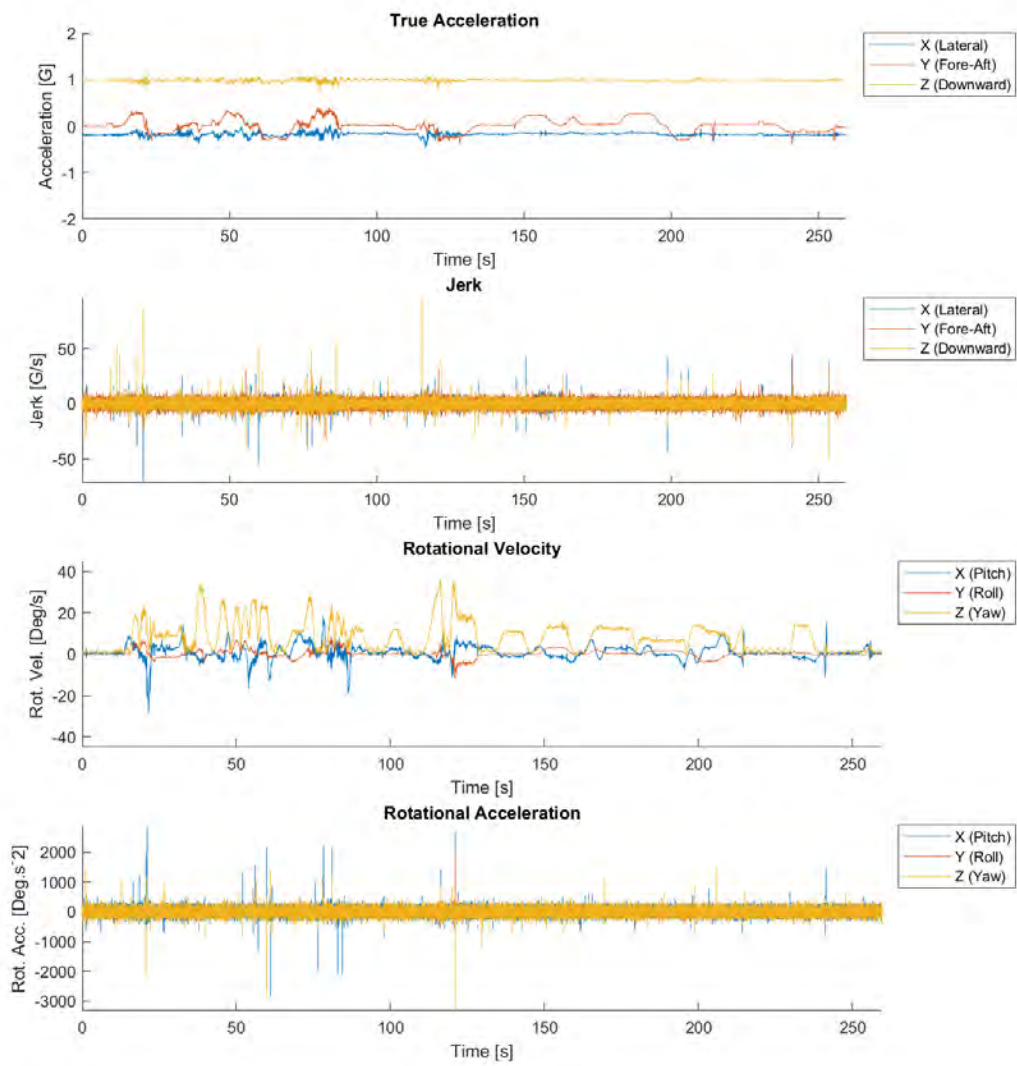 True Acceleration
2
1
0
-1
-2
Acceleration [G]
0 50 100 150 200 250
Time [s]
X (Lateral)
Y (Fore-Aft)
Z (Downward)
Jerk
50
0
-50
Jerk [G/s]
0 50 100 150 200 250
Time [s]
X (Lateral)
Y (Fore-Aft)
Z (Downward)
Rotational Velocity
40
20
0
-20
-40
Rot. Vel. [Deg/s]
0 50 100 150 200 250
Time [s]
X (Pitch)
Y (Roll)
Z (Yaw)
Rotational Acceleration
2000
1000
0
-1000
-2000
-3000
Rot. Acc. [Deg.s-2]
0 50 100 150 200 250
Time [s]
X (Pitch)
Y (Roll)
Z (Yaw)